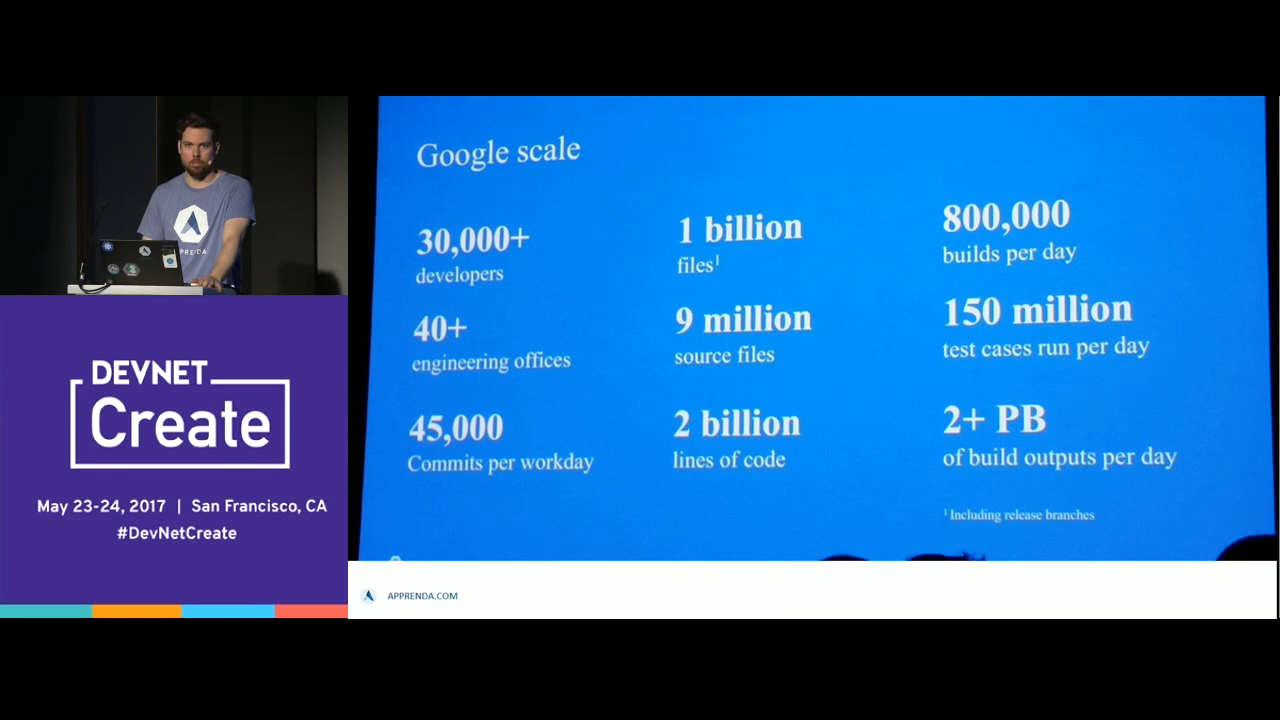 APRENDA
DEVNET
Create
May 23-24, 2017 | San Francisco, CA
#DevNetCreate
Google scale
30,000+
developers
40+
engineering offices
45,000
Commits per workday
1 billion
files¹
9 million
source files
2 billion
lines of code
800,000
builds per day
150 million
test cases run per day
2+ PB
of build outputs per day
¹ Including release branches
APPRENDA.COM